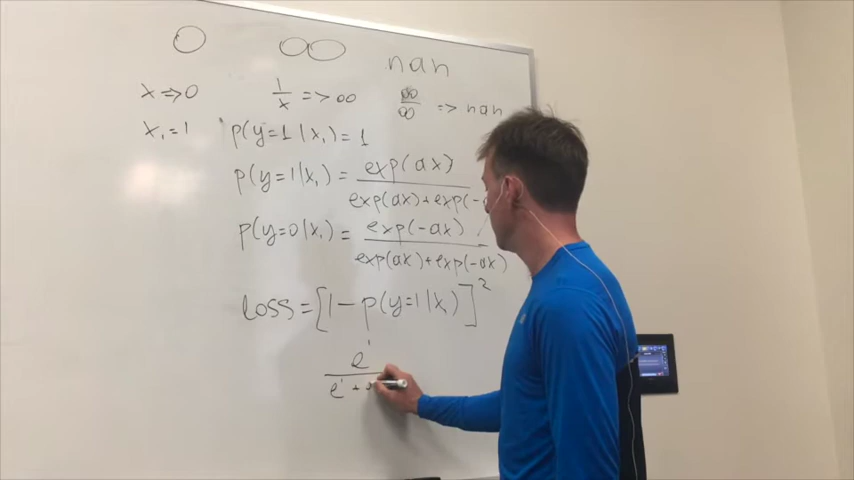 0 ∞ nan
x => 0 1/x => ∞ ∞/∞ => nan
x₁=1 p(y=1|x₁)=1
p(y=1|x₁) = exp(ax)
exp(ax)+exp(-
p(y=0|x₁) = exp(-ax)
exp(ax)+exp(-ax)
loss = [1-p(y=1|x₁)]²
e¹
e¹+